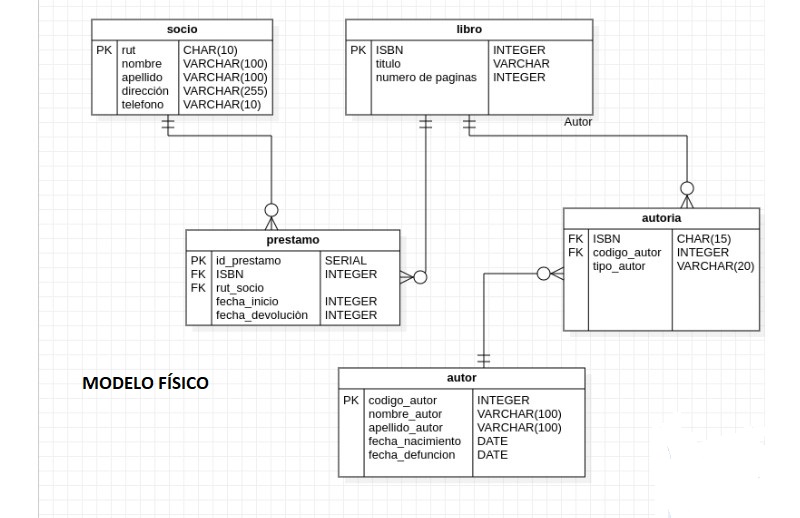 socio
PK rut CHAR(10)
nombre VARCHAR(100)
apellido VARCHAR(100)
dirección VARCHAR(255)
telefono VARCHAR(10)
libro
PK ISBN INTEGER
titulo VARCHAR
numero de paginas INTEGER
Autor
prestamo
PK id_prestamo SERIAL
FK ISBN INTEGER
FK rut_socio
fecha_inicio INTEGER
fecha_devoluciòn INTEGER
autoria
FK ISBN CHAR(15)
FK codigo_autor INTEGER
tipo_autor VARCHAR(20)
MODELO FÍSICO
autor
PK codigo_autor INTEGER
nombre_autor VARCHAR(100)
apellido_autor VARCHAR(100)
fecha_nacimiento DATE
fecha_defuncion DATE